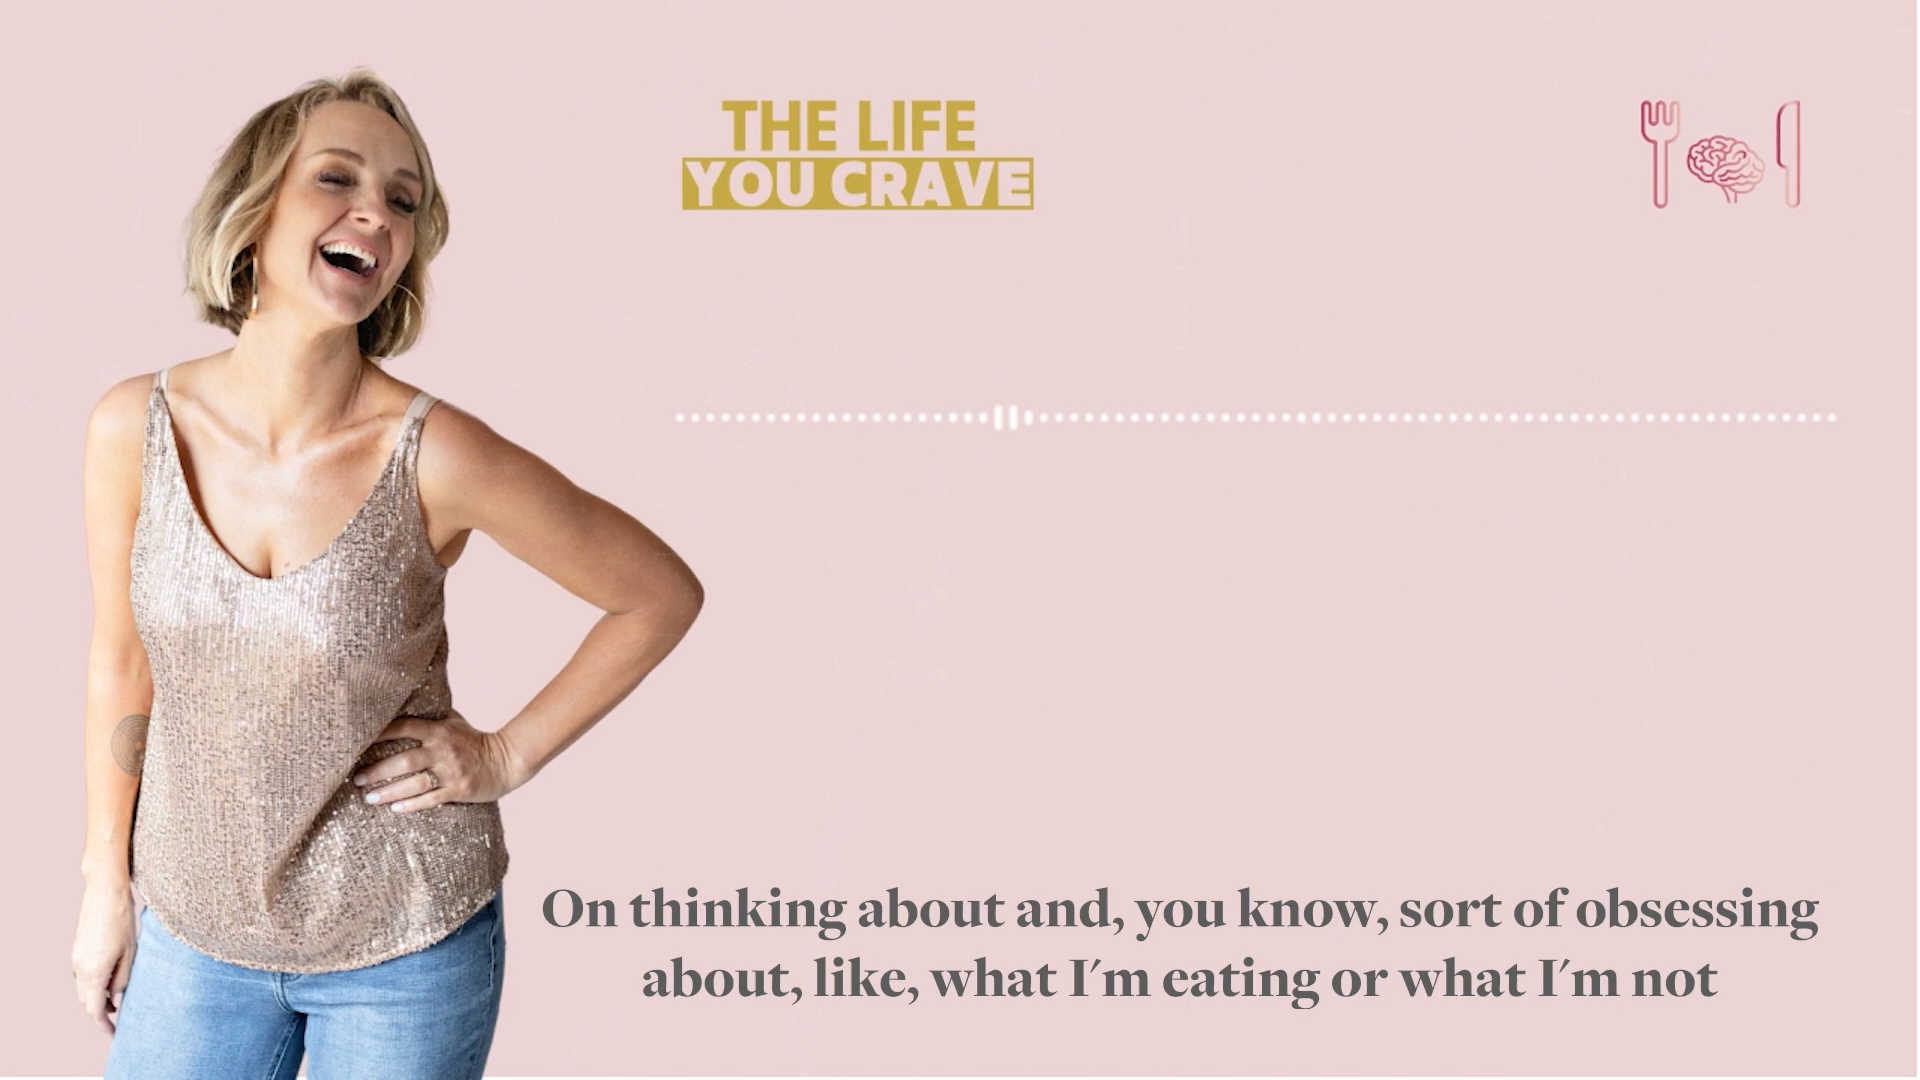 THE LIFE
YOU CRAVE
On thinking about and, you know, sort of obsessing
about, like, what I'm eating or what I'm not